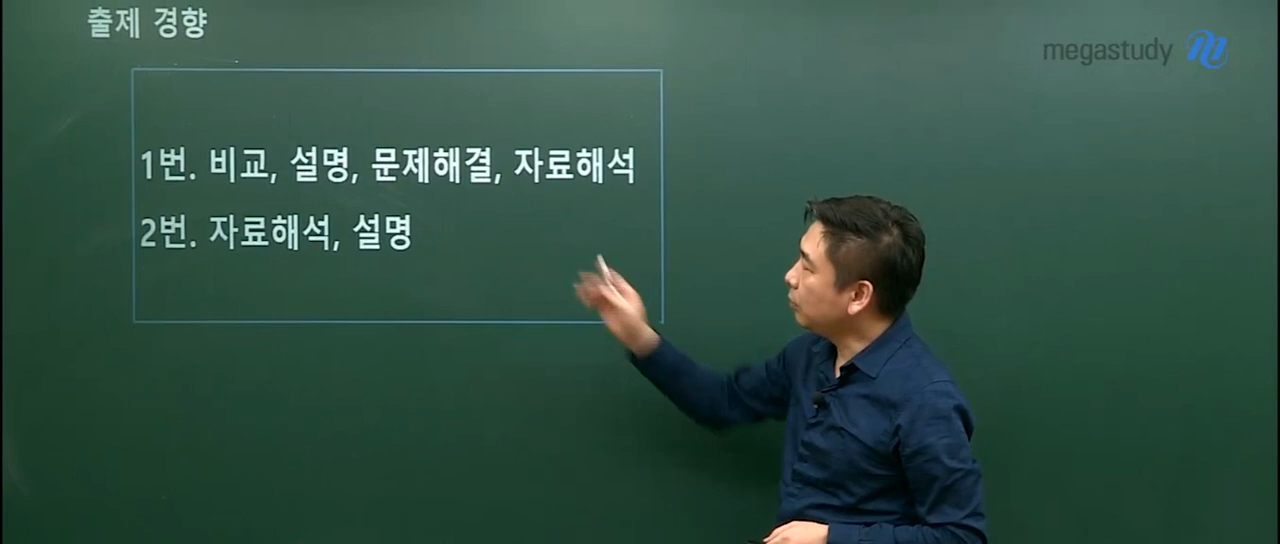 출제 경향
megastudy
1번. 비교, 설명, 문제해결, 자료해석
2번. 자료해석, 설명